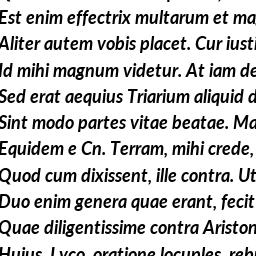 Est enim effectrix multarum et ma
Aliter autem vobis placet. Cur iusti
Id mihi magnum videtur. At iam de
Sed erat aequius Triarium aliquid d
Sint modo partes vitae beatae. Ma
Equidem e Cn. Terram, mihi crede,
Quod cum dixissent, ille contra. Ut
Duo enim genera quae erant, fecit
Quae diligentissime contra Ariston
Huius, Lyco, oratione locuples, reb